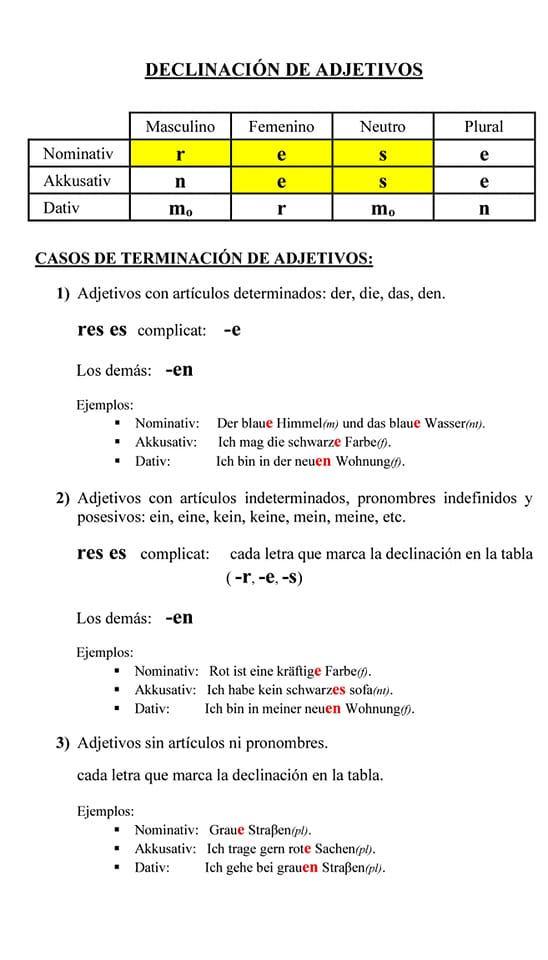 DECLINACIÓN DE ADJETIVOS
Masculino Femenino Neutro Plural
Nominativ r e s e
Akkusativ n e s e
Dativ mₒ r mₒ n
CASOS DE TERMINACIÓN DE ADJETIVOS:
1) Adjetivos con artículos determinados: der, die, das, den.
res es complicat: -e
Los demás: -en
Ejemplos:
▪ Nominativ: Der blaue Himmel(m) und das blaue Wasser(nt).
▪ Akkusativ: Ich mag die schwarze Farbe(f).
▪ Dativ: Ich bin in der neuen Wohnung(f).
2) Adjetivos con artículos indeterminados, pronombres indefinidos y
posesivos: ein, eine, kein, keine, mein, meine, etc.
res es complicat: cada letra que marca la declinación en la tabla
( -r, -e, -s)
Los demás: -en
Ejemplos:
▪ Nominativ: Rot ist eine kräftige Farbe(f).
▪ Akkusativ: Ich habe kein schwarzes sofa(nt).
▪ Dativ: Ich bin in meiner neuen Wohnung(f).
3) Adjetivos sin artículos ni pronombres.
cada letra que marca la declinación en la tabla.
Ejemplos:
▪ Nominativ: Graue Straβen(pl).
▪ Akkusativ: Ich trage gern rote Sachen(pl).
▪ Dativ: Ich gehe bei grauen Straβen(pl).